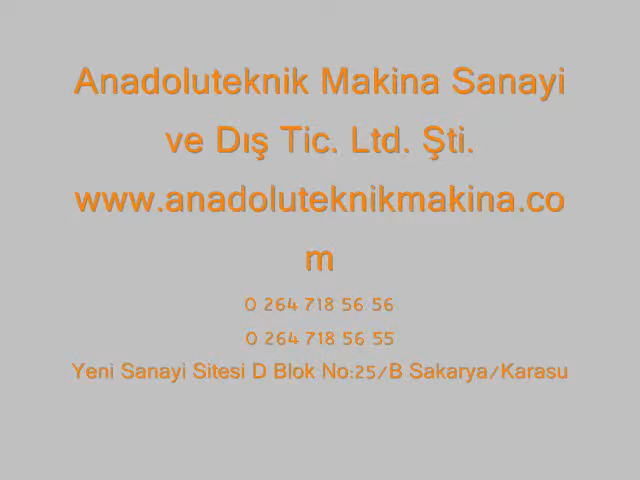 Anadoluteknik Makina Sanayi
ve Dış Tic. Ltd. Şti.
www.anadoluteknikmakina.co
m
0 264 718 56 56
0 264 718 56 55
Yeni Sanayi Sitesi D Blok No:25/B Sakarya/Karasu